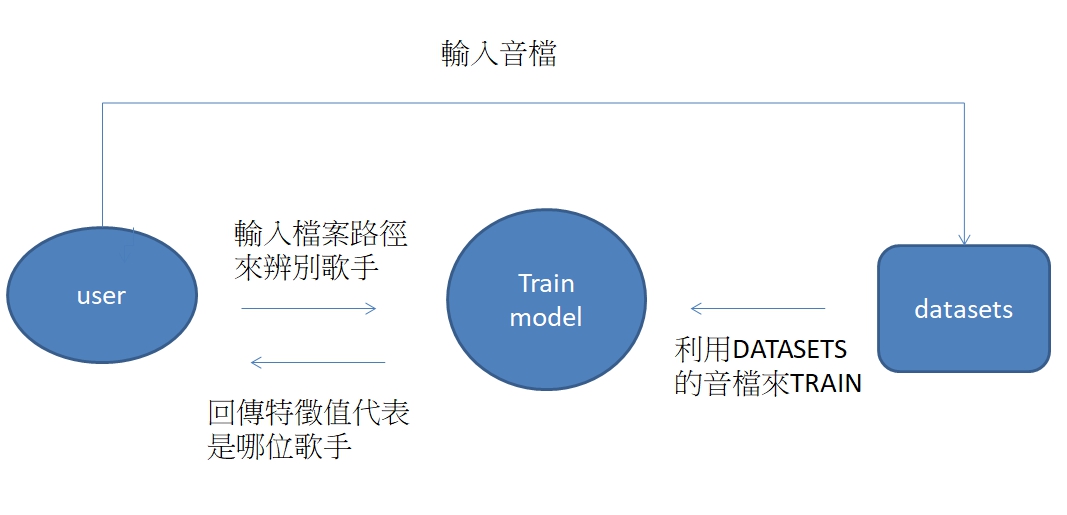 輸入音檔
輸入檔案路徑
來辨別歌手
user
Train
model
datasets
利用DATASETS
的音檔來TRAIN
回傳特徵值代表
是哪位歌手